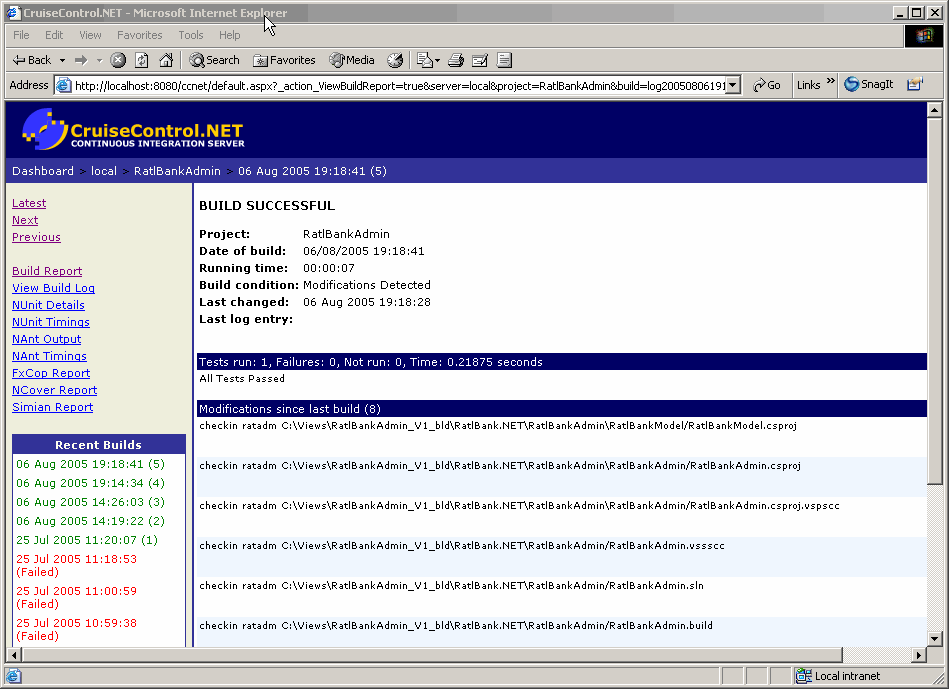 CruiseControl.NET - Microsoft Internet Explorer
File Edit View Favorites Tools Help
Back Search Favorites Media
Address http://localhost:8080/ccnet/default.aspx?_action_ViewBuildReport=true&server=local&project=RatlBankAdmin&build=log20050806191 Go Links » SnagIt
CruiseControl.NET
CONTINUOUS INTEGRATION SERVER
Dashboard > local > RatlBankAdmin > 06 Aug 2005 19:18:41 (5)
Latest
Next
Previous
Build Report
View Build Log
NUnit Details
NUnit Timings
NAnt Output
NAnt Timings
FxCop Report
NCover Report
Simian Report
Recent Builds
06 Aug 2005 19:18:41 (5)
06 Aug 2005 19:14:34 (4)
06 Aug 2005 14:26:03 (3)
06 Aug 2005 14:19:22 (2)
25 Jul 2005 11:20:07 (1)
25 Jul 2005 11:18:53
(Failed)
25 Jul 2005 11:00:59
(Failed)
25 Jul 2005 10:59:38
(Failed)
BUILD SUCCESSFUL
Project: RatlBankAdmin
Date of build: 06/08/2005 19:18:41
Running time: 00:00:07
Build condition: Modifications Detected
Last changed: 06 Aug 2005 19:18:28
Last log entry:
Tests run: 1, Failures: 0, Not run: 0, Time: 0.21875 seconds
All Tests Passed
Modifications since last build (8)
checkin ratadm C:\Views\RatlBankAdmin_V1_bld\RatlBank.NET\RatlBankAdmin\RatlBankModel/RatlBankModel.csproj
checkin ratadm C:\Views\RatlBankAdmin_V1_bld\RatlBank.NET\RatlBankAdmin/RatlBankAdmin.csproj
checkin ratadm C:\Views\RatlBankAdmin_V1_bld\RatlBank.NET\RatlBankAdmin/RatlBankAdmin.csproj.vspscc
checkin ratadm C:\Views\RatlBankAdmin_V1_bld\RatlBank.NET\RatlBankAdmin/RatlBankAdmin.vssscc
checkin ratadm C:\Views\RatlBankAdmin_V1_bld\RatlBank.NET\RatlBankAdmin/RatlBankAdmin.sln
checkin ratadm C:\Views\RatlBankAdmin_V1_bld\RatlBank.NET\RatlBankAdmin/RatlBankAdmin.build
Local intranet